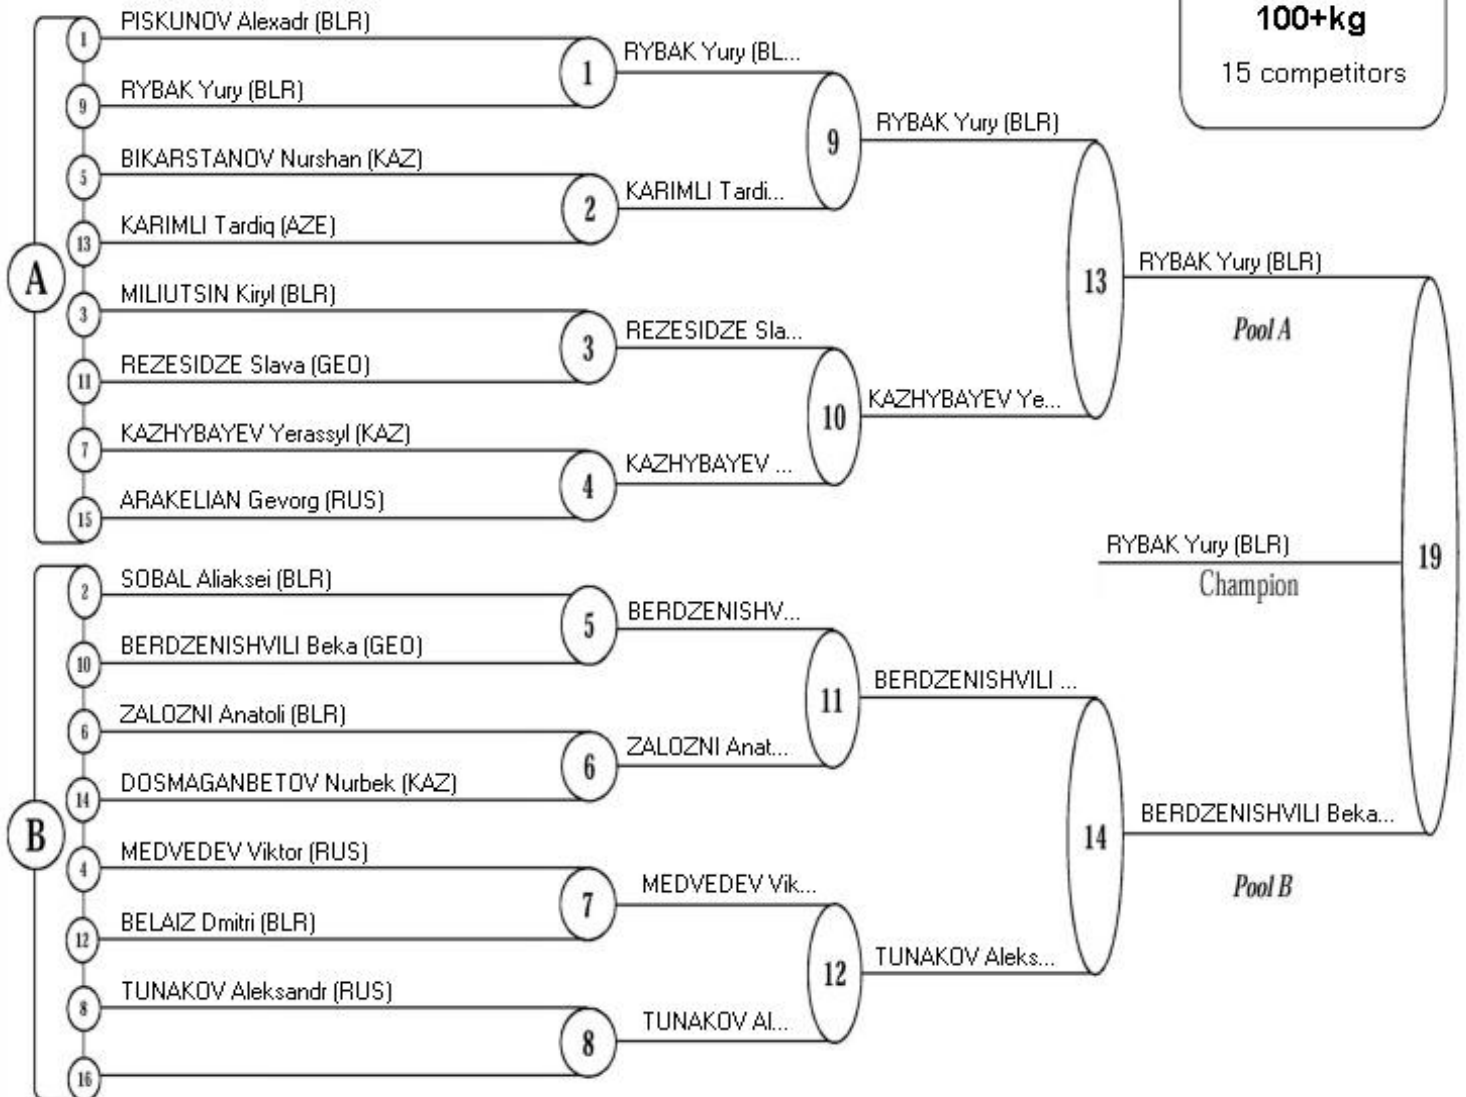 100+kg
15 competitors
A
1
PISKUNOV Alexadr (BLR)
9
RYBAK Yury (BLR)
1
RYBAK Yury (BL...
5
BIKARSTANOV Nurshan (KAZ)
13
KARIMLI Tardiq (AZE)
2
KARIMLI Tardi...
9
RYBAK Yury (BLR)
3
MILIUTSIN Kiryl (BLR)
11
REZESIDZE Slava (GEO)
3
REZESIDZE Sla...
7
KAZHYBAYEV Yerassyl (KAZ)
15
ARAKELIAN Gevorg (RUS)
4
KAZHYBAYEV ...
10
KAZHYBAYEV Ye...
13
RYBAK Yury (BLR)
Pool A
B
2
SOBAL Aliaksei (BLR)
10
BERDZENISHVILI Beka (GEO)
5
BERDZENISHV...
6
ZALOZNI Anatoli (BLR)
14
DOSMAGANBETOV Nurbek (KAZ)
6
ZALOZNI Anat...
11
BERDZENISHVILI ...
4
MEDVEDEV Viktor (RUS)
12
BELAIZ Dmitri (BLR)
7
MEDVEDEV Vik...
8
TUNAKOV Aleksandr (RUS)
16
8
TUNAKOV Al...
12
TUNAKOV Aleks...
14
BERDZENISHVILI Beka...
Pool B
19
RYBAK Yury (BLR)
Champion